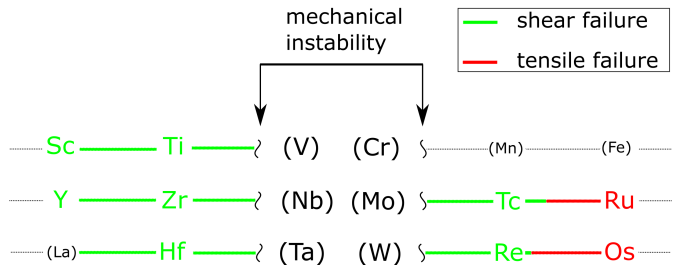 mechanical
instability
shear failure
tensile failure
Sc Ti (V) (Cr) (Mn) (Fe)
Y Zr (Nb) (Mo) Tc Ru
(La) Hf (Ta) (W) Re Os